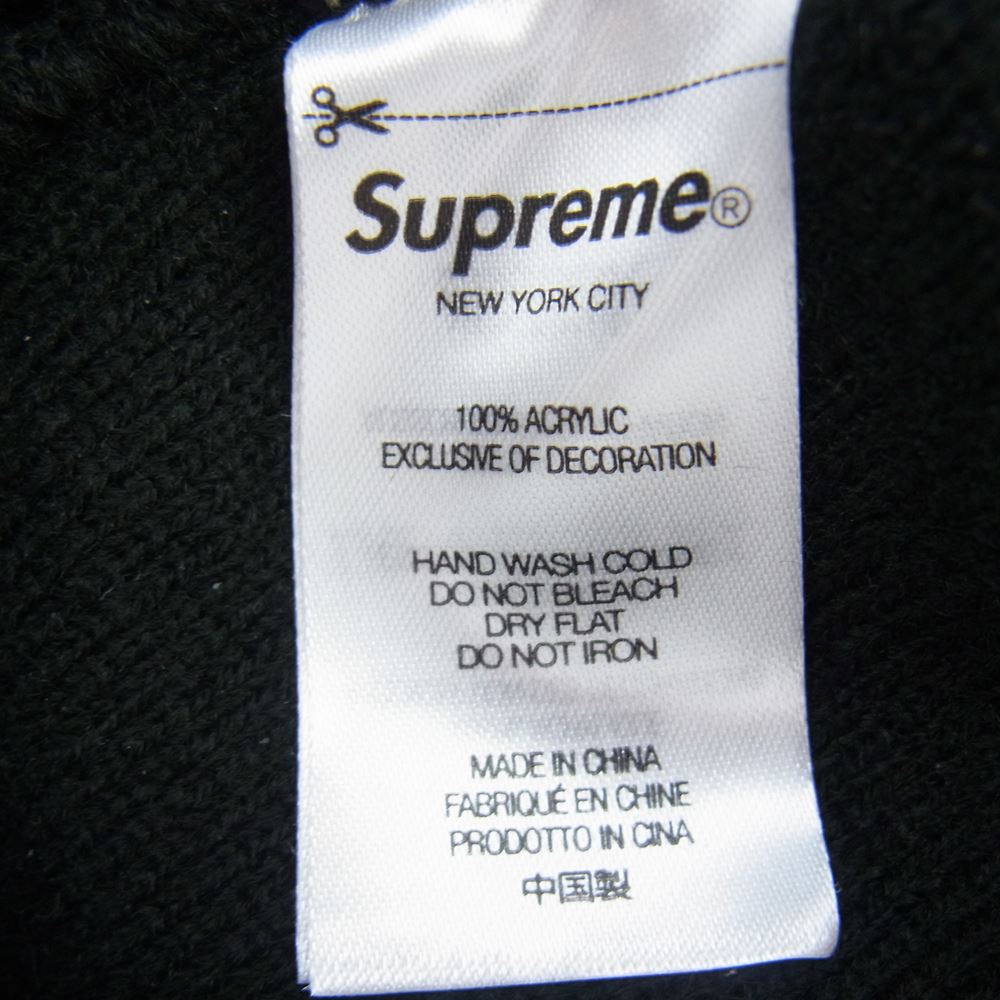 Supreme®
NEW YORK CITY
100% ACRYLIC
EXCLUSIVE OF DECORATION
HAND WASH COLD
DO NOT BLEACH
DRY FLAT
DO NOT IRON
MADE IN CHINA
FABRIQUÉ EN CHINE
PRODOTTO IN CINA
中国製